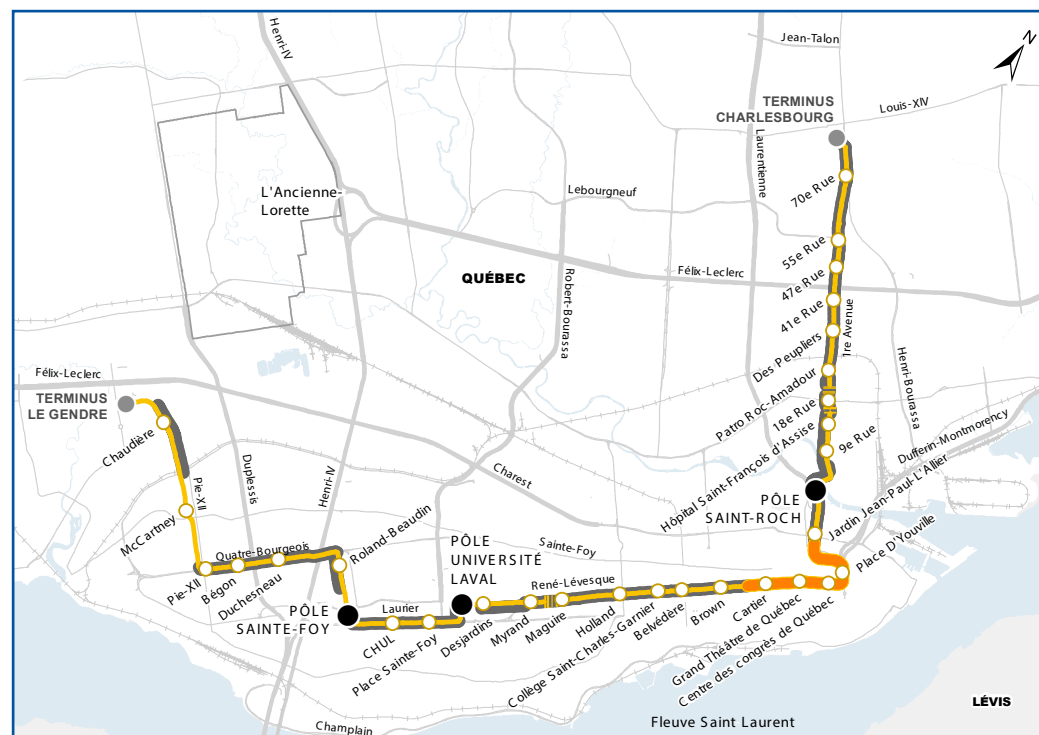 Jean-Talon
N
Henri-IV
TERMINUS
CHARLESBOURG
Louis-XIV
Laurentienne
L'Ancienne-
Lorette
Lebourgneuf
70e Rue
55e Rue
QUÉBEC
Félix-Leclerc
47e Rue
Robert-Bourassa
41e Rue
1re Avenue
Des Peupliers
Henri-Bourassa
Félix-Leclerc
TERMINUS
LE GENDRE
Patro Roc-Amadour
18e Rue
Hôpital Saint-François d'Assise
9e Rue
Chaudière
Dufferin-Montmorency
Duplessis
Henri-IV
Charest
Pie-XII
PÔLE
SAINT-ROCH
Jardin Jean-Paul-L'Allier
McCartney
Roland-Beaudin
Place D'Youville
PÔLE
UNIVERSITÉ
LAVAL
Sainte-Foy
Quatre-Bourgeois
Pie-XII
Bégon
Duchesneau
René-Lévesque
PÔLE
SAINTE-FOY
Laurier
CHUL
Place Sainte-Foy
Desjardins
Myrand
Maguire
Holland
Collège Saint-Charles-Garnier
Belvédère
Brown
Cartier
Grand Théâtre de Québec
Centre des congrès de Québec
Champlain
Fleuve Saint Laurent
LÉVIS